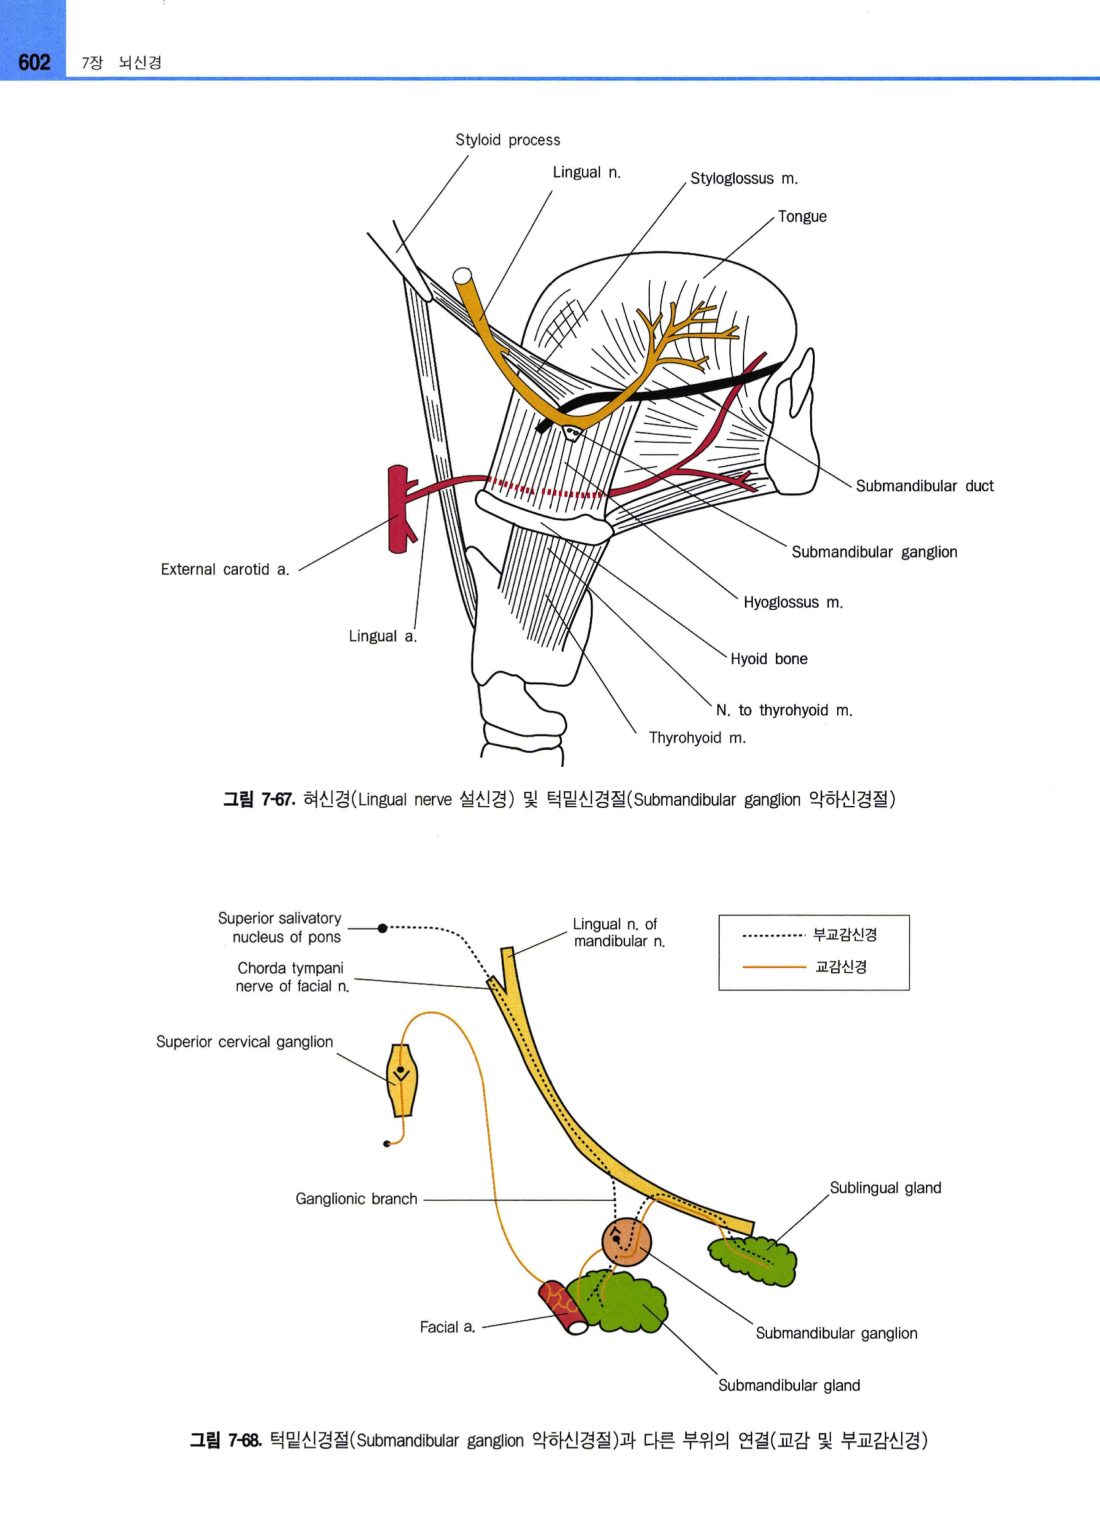 602 7장 뇌신경
Styloid process
Lingual n.
Styloglossus m.
Tongue
Submandibular duct
Submandibular ganglion
External carotid a.
Hyoglossus m.
Lingual a.
Hyoid bone
N. to thyrohyoid m.
Thyrohyoid m.
그림 7-67. 혀신경(Lingual nerve 설신경) 및 턱밑신경절(Submandibular ganglion 악하신경절)
Superior salivatory
nucleus of pons
Lingual n. of
mandibular n.
부교감신경
교감신경
Chorda tympani
nerve of facial n.
Superior cervical ganglion
Ganglionic branch
Sublingual gland
Facial a.
Submandibular ganglion
Submandibular gland
그림 7-68. 턱밑신경절(Submandibular ganglion 악하신경절)과 다른 부위의 연결(교감 및 부교감신경)